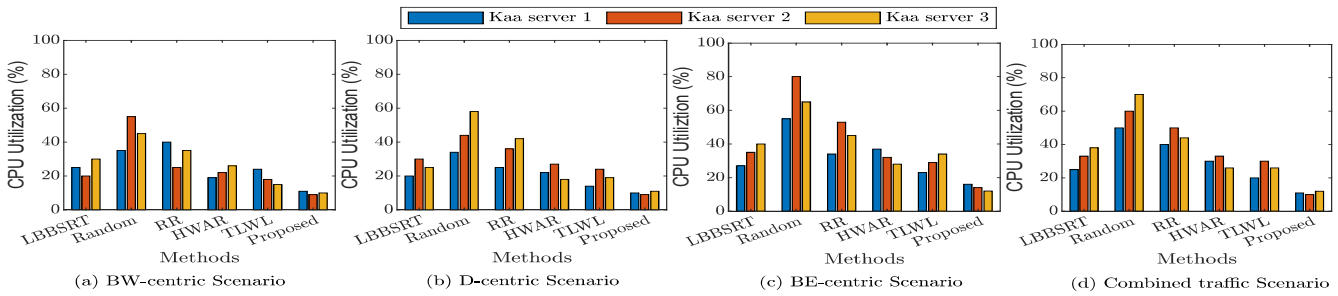 Kaa server 1 Kaa server 2 Kaa server 3
CPU Utilization (%)
100
80
60
40
20
0
LBBSRT Random RR HWAR TLWL Proposed
Methods
(a) BW-centric Scenario
CPU Utilization (%)
100
80
60
40
20
0
LBBSRT Random RR HWAR TLWL Proposed
Methods
(b) D-centric Scenario
CPU Utiliztion (%)
100
80
60
40
20
0
LBBSRT Random RR HWAR TLWL Proposed
Methods
(c) BE-centric Scenario
CPU Utilization (%)
100
80
60
40
20
0
LBBSRT Random RR HWAR TLWL Proposed
Methods
(d) Combined traffic Scenario